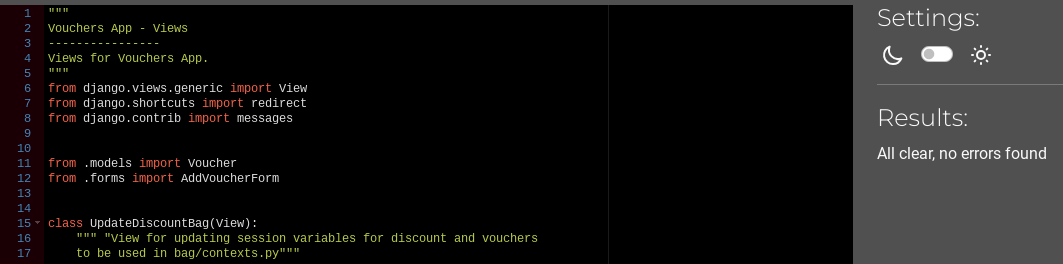 1 """
2 Vouchers App - Views
3 ----------------
4 Views for Vouchers App.
5 """
6 from django.views.generic import View
7 from django.shortcuts import redirect
8 from django.contrib import messages
9
10
11 from .models import Voucher
12 from .forms import AddVoucherForm
13
14
15 class UpdateDiscountBag(View):
16     """ "View for updating session variables for discount and vouchers
17     to be used in bag/contexts.py"""
Settings:
Results:
All clear, no errors found